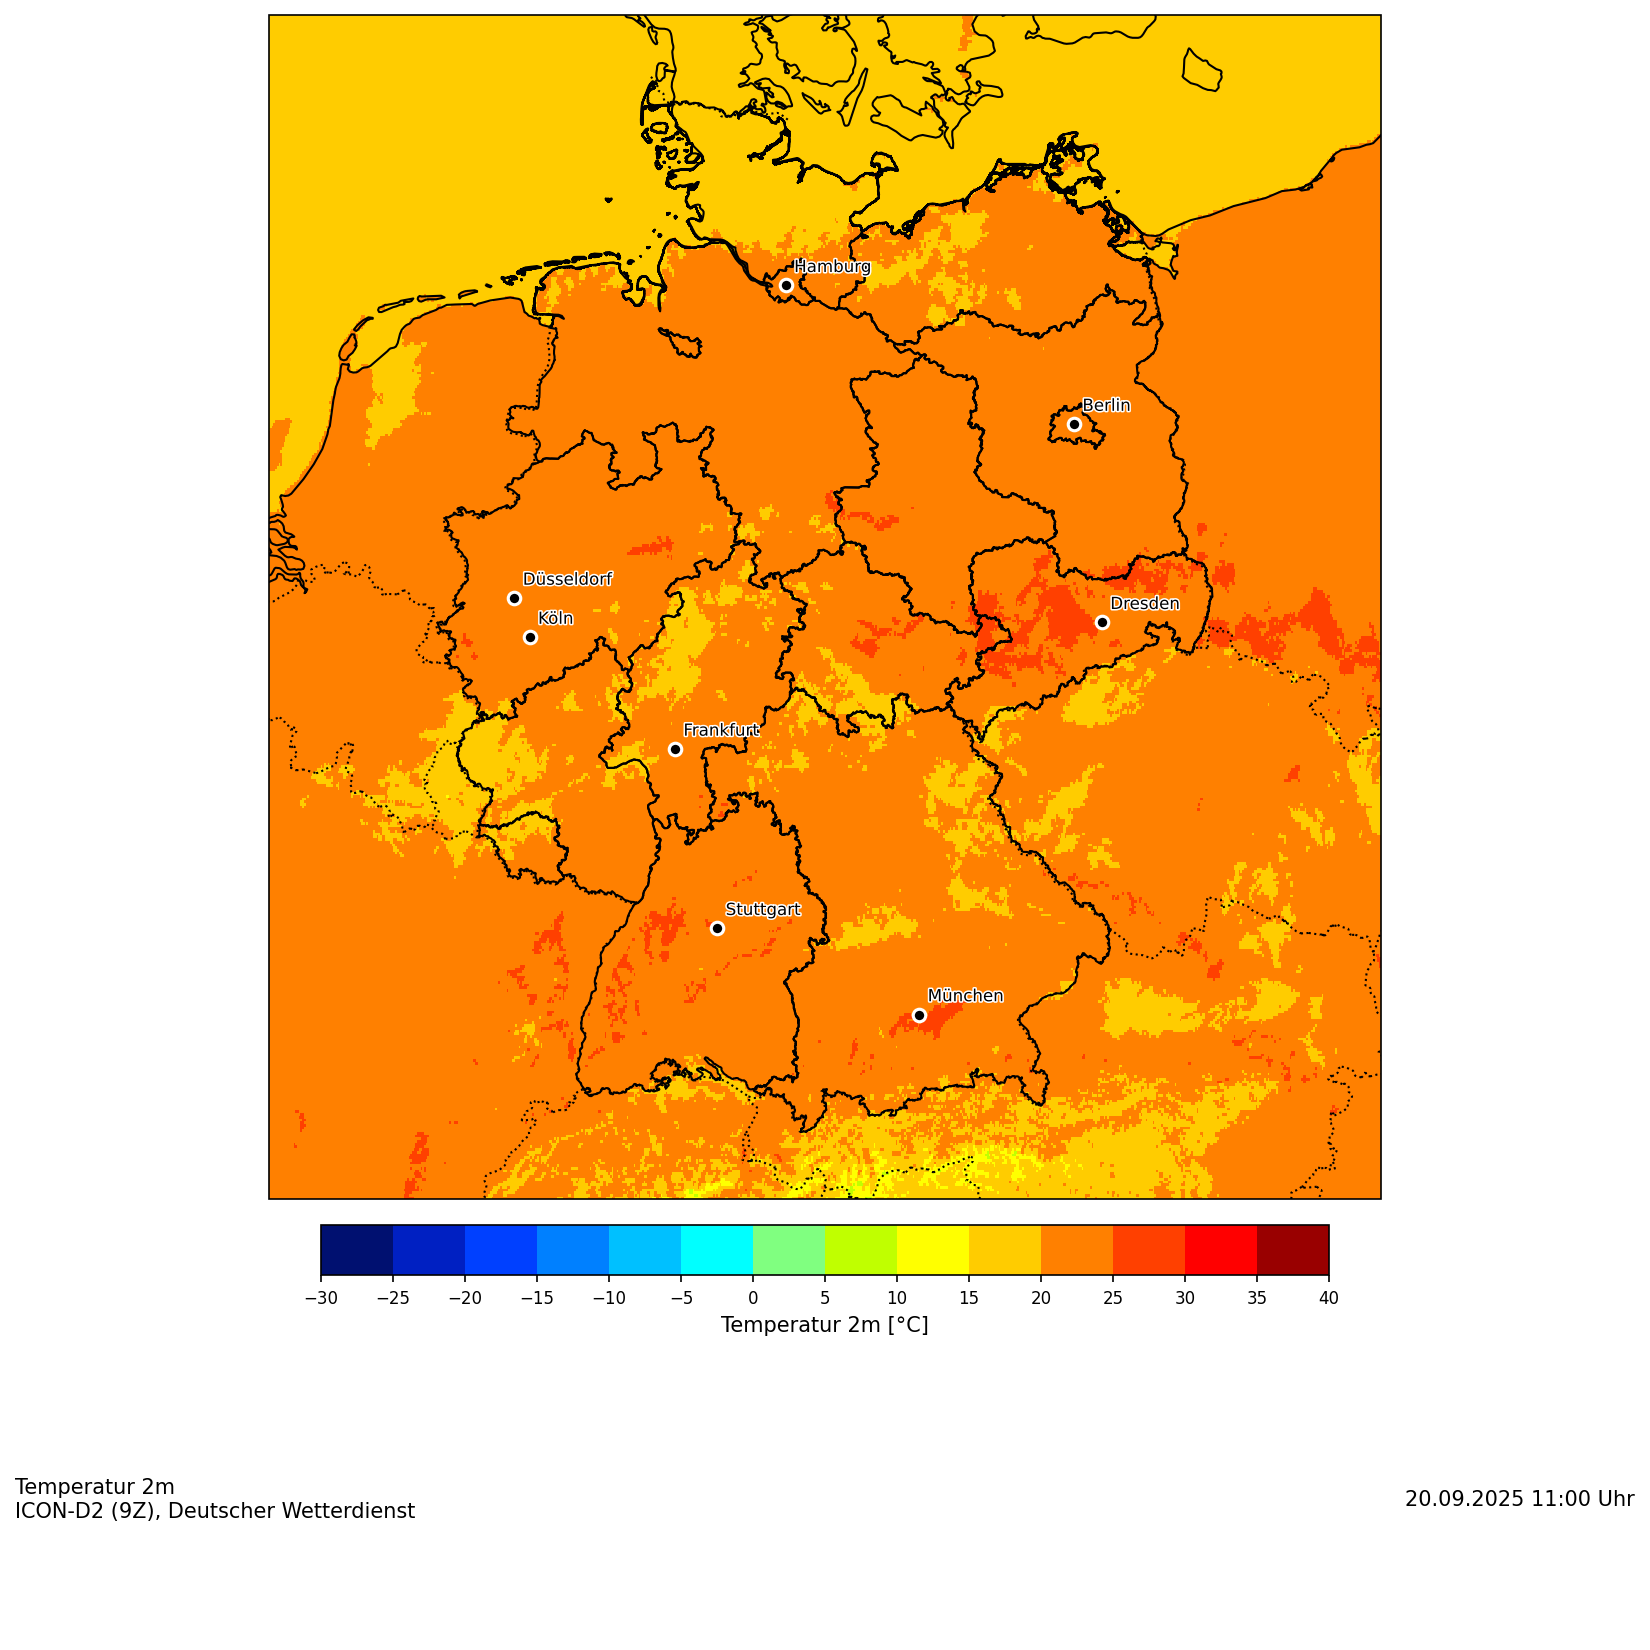 Hamburg
Berlin
Düsseldorf
Köln
Dresden
Frankfurt
Stuttgart
München
−30 −25 −20 −15 −10 −5 0 5 10 15 20 25 30 35 40
Temperatur 2m [°C]
Temperatur 2m
ICON-D2 (9Z), Deutscher Wetterdienst
20.09.2025 11:00 Uhr